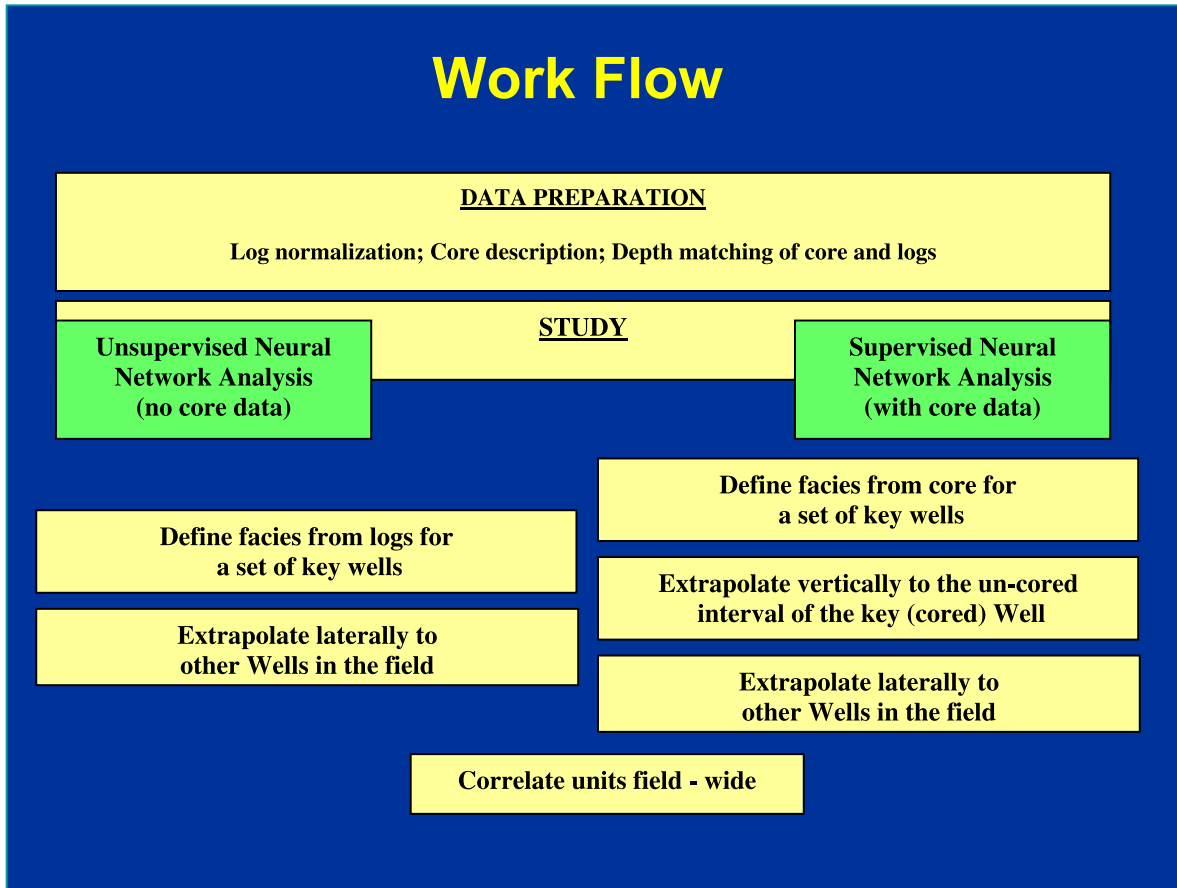 Work Flow
DATA PREPARATION
Log normalization; Core description; Depth matching of core and logs
STUDY
Unsupervised Neural
Network Analysis
(no core data)
Supervised Neural
Network Analysis
(with core data)
Define facies from logs for
a set of key wells
Extrapolate laterally to
other Wells in the field
Define facies from core for
a set of key wells
Extrapolate vertically to the un-cored
interval of the key (cored) Well
Extrapolate laterally to
other Wells in the field
Correlate units field - wide